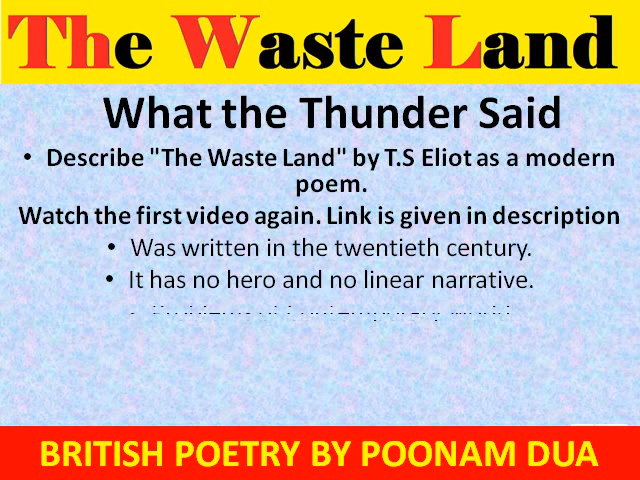 The Waste Land
What the Thunder Said
• Describe "The Waste Land" by T.S Eliot as a modern
poem.
Watch the first video again. Link is given in description
• Was written in the twentieth century.
• It has no hero and no linear narrative.
BRITISH POETRY BY POONAM DUA